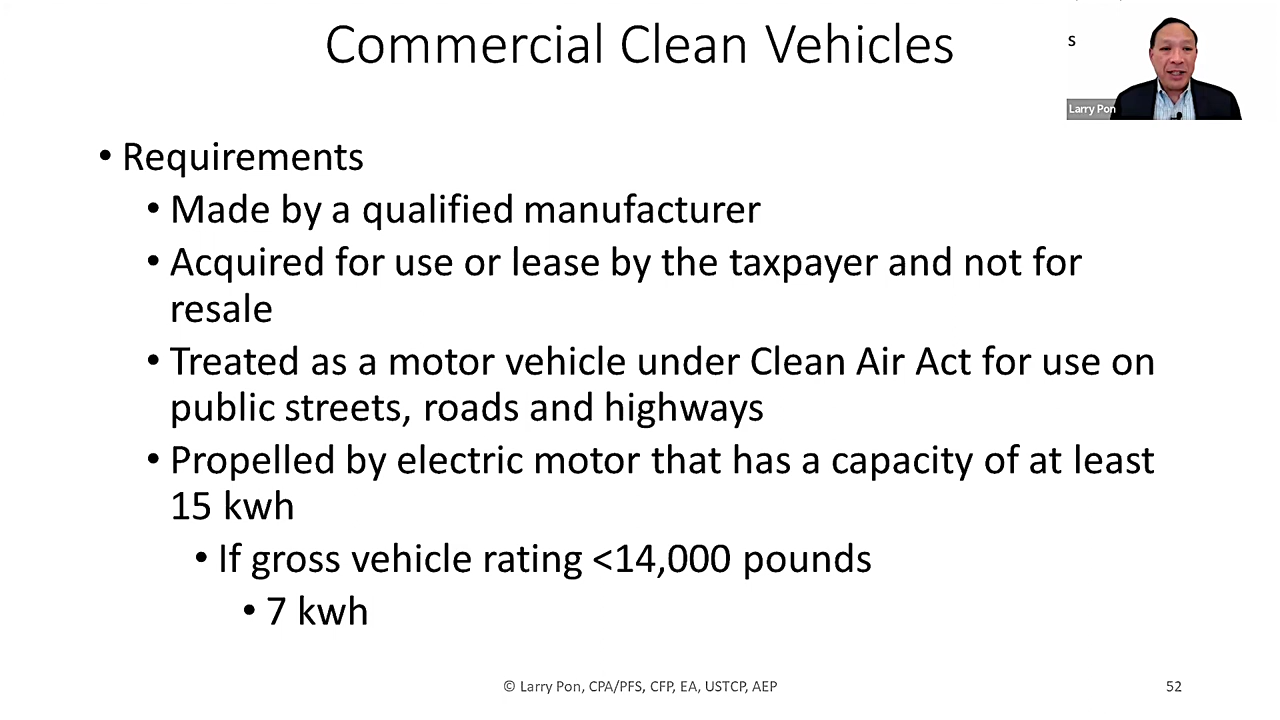 Commercial Clean Vehicles
s
Larry Pon
• Requirements
• Made by a qualified manufacturer
• Acquired for use or lease by the taxpayer and not for
resale
• Treated as a motor vehicle under Clean Air Act for use on
public streets, roads and highways
• Propelled by electric motor that has a capacity of at least
15 kwh
• If gross vehicle rating <14,000 pounds
• 7 kwh
© Larry Pon, CPA/PFS, CFP, EA, USTCP, AEP
52